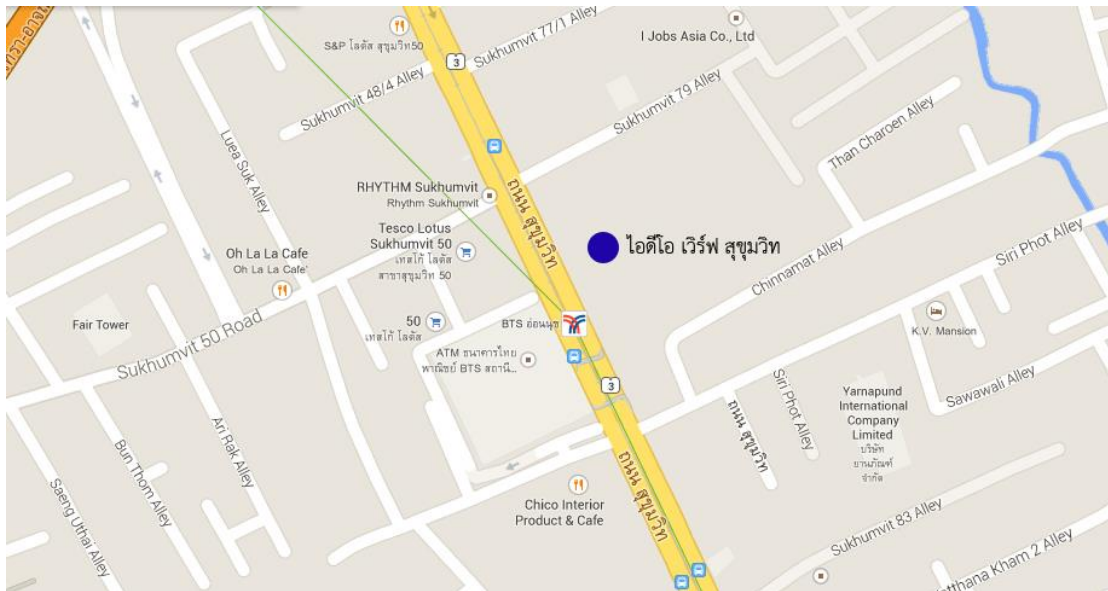 S&P โลตัส สุขุมวิท50
3
Sukhumvit 77/1 Alley
I Jobs Asia Co., Ltd
Sukhumvit 48/4 Alley
Sukhumvit 79 Alley
Luea Suk Alley
Than Charoen Alley
RHYTHM Sukhumvit
Rhythm Sukhumvit
ถนน สุขุมวิท
Tesco Lotus
Sukhumvit 50
เทสโก้ โลตัส
สาขาสุขุมวิท 50
ไอดีโอ เวิร์ฟ สุขุมวิท
Oh La La Cafe
Oh La La Cafe'
Chinnamat Alley
Siri Phot Alley
Fair Tower
50
เทสโก้ โลตัส
BTS อ่อนนุช
K.V. Mansion
Sukhumvit 50 Road
ATM ธนาคารไทย
พาณิชย์ BTS สถานี...
3
Sawawali Alley
Siri Phot Alley
ถนน สุขุมวิท
Yarnapund
International
Company
Limited
บริษัท
ยานภัณฑ์
จำกัด
Ari Rak Alley
Bun Thom Alley
Saeng Uthai Alley
ถนน สุขุมวิท
Chico Interior
Product & Cafe
Sukhumvit 83 Alley
atthana Kham 2 Alley